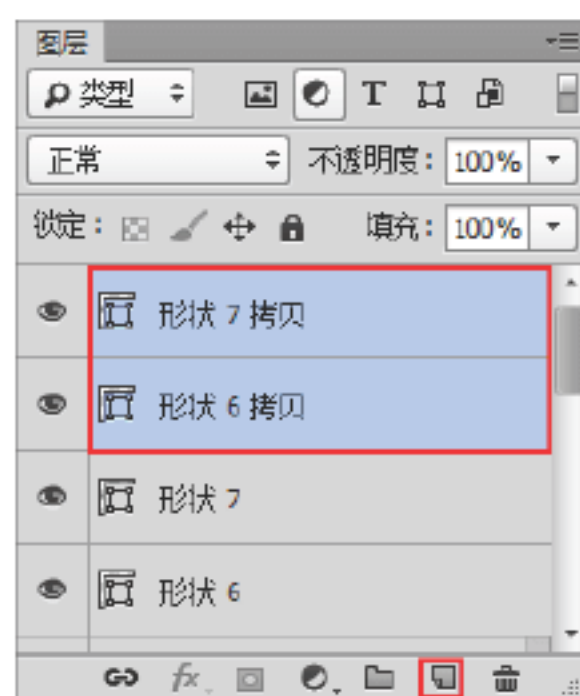 图层
类型 T
正常 不透明度：100%
锁定： 填充：100%
形状 7 拷贝
形状 6 拷贝
形状 7
形状 6
fx